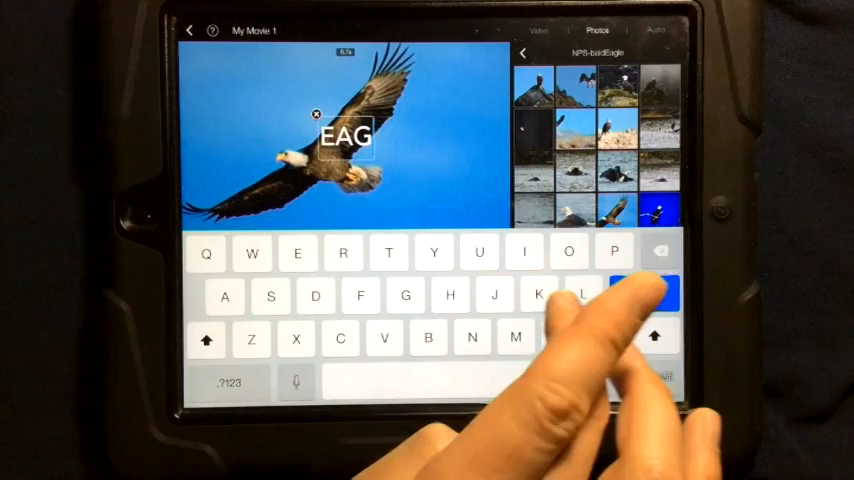 My Movie 1
Video Photos Audio
NPS-baldEagle
EAG
Q W E R T Y U I O P
A S D F G H J K L
Z X C V B N M
.?123